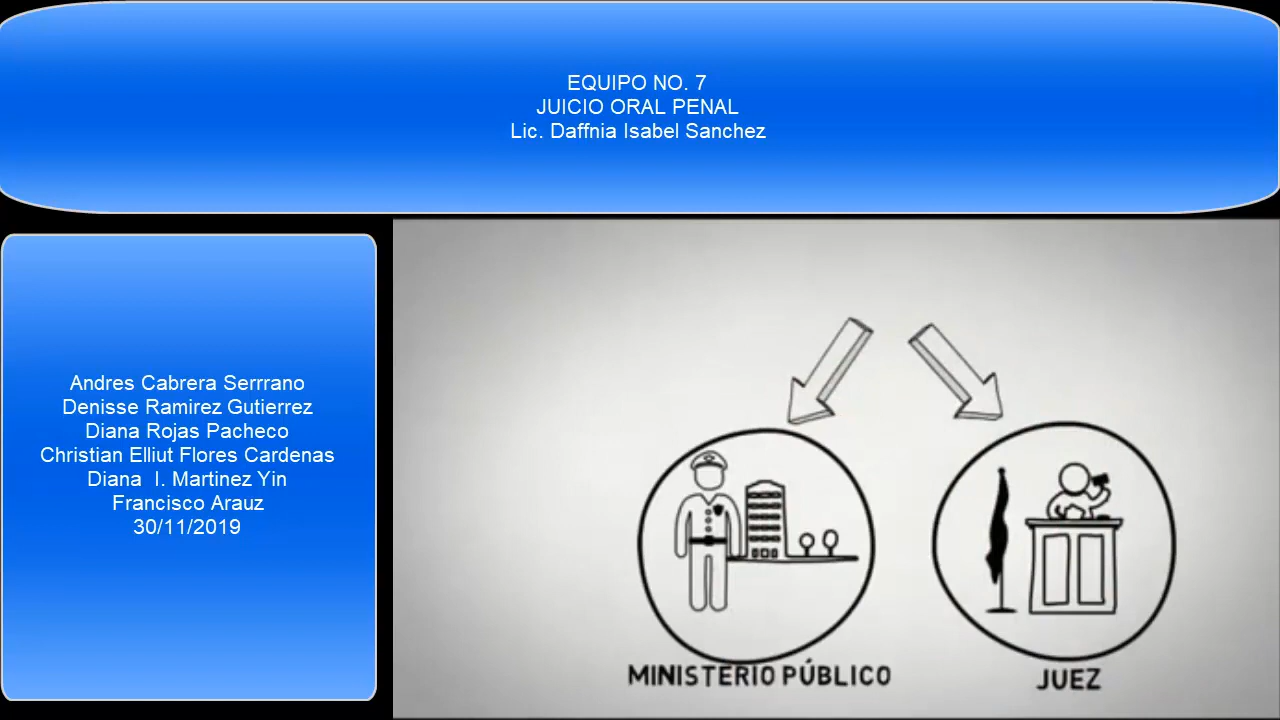 EQUIPO NO. 7
JUICIO ORAL PENAL
Lic. Daffnia Isabel Sanchez
Andres Cabrera Serrrano
Denisse Ramirez Gutierrez
Diana Rojas Pacheco
Christian Elliut Flores Cardenas
Diana  I. Martinez Yin
Francisco Arauz
30/11/2019
MINISTERIO PÚBLICO
JUEZ